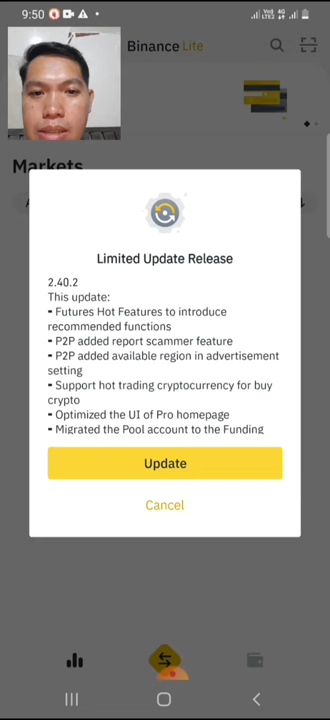 9:50
Binance Lite
Markets
Limited Update Release
2.40.2
This update:
- Futures Hot Features to introduce
recommended functions
- P2P added report scammer feature
- P2P added available region in advertisement
setting
- Support hot trading cryptocurrency for buy
crypto
- Optimized the UI of Pro homepage
- Migrated the Pool account to the Funding
Update
Cancel